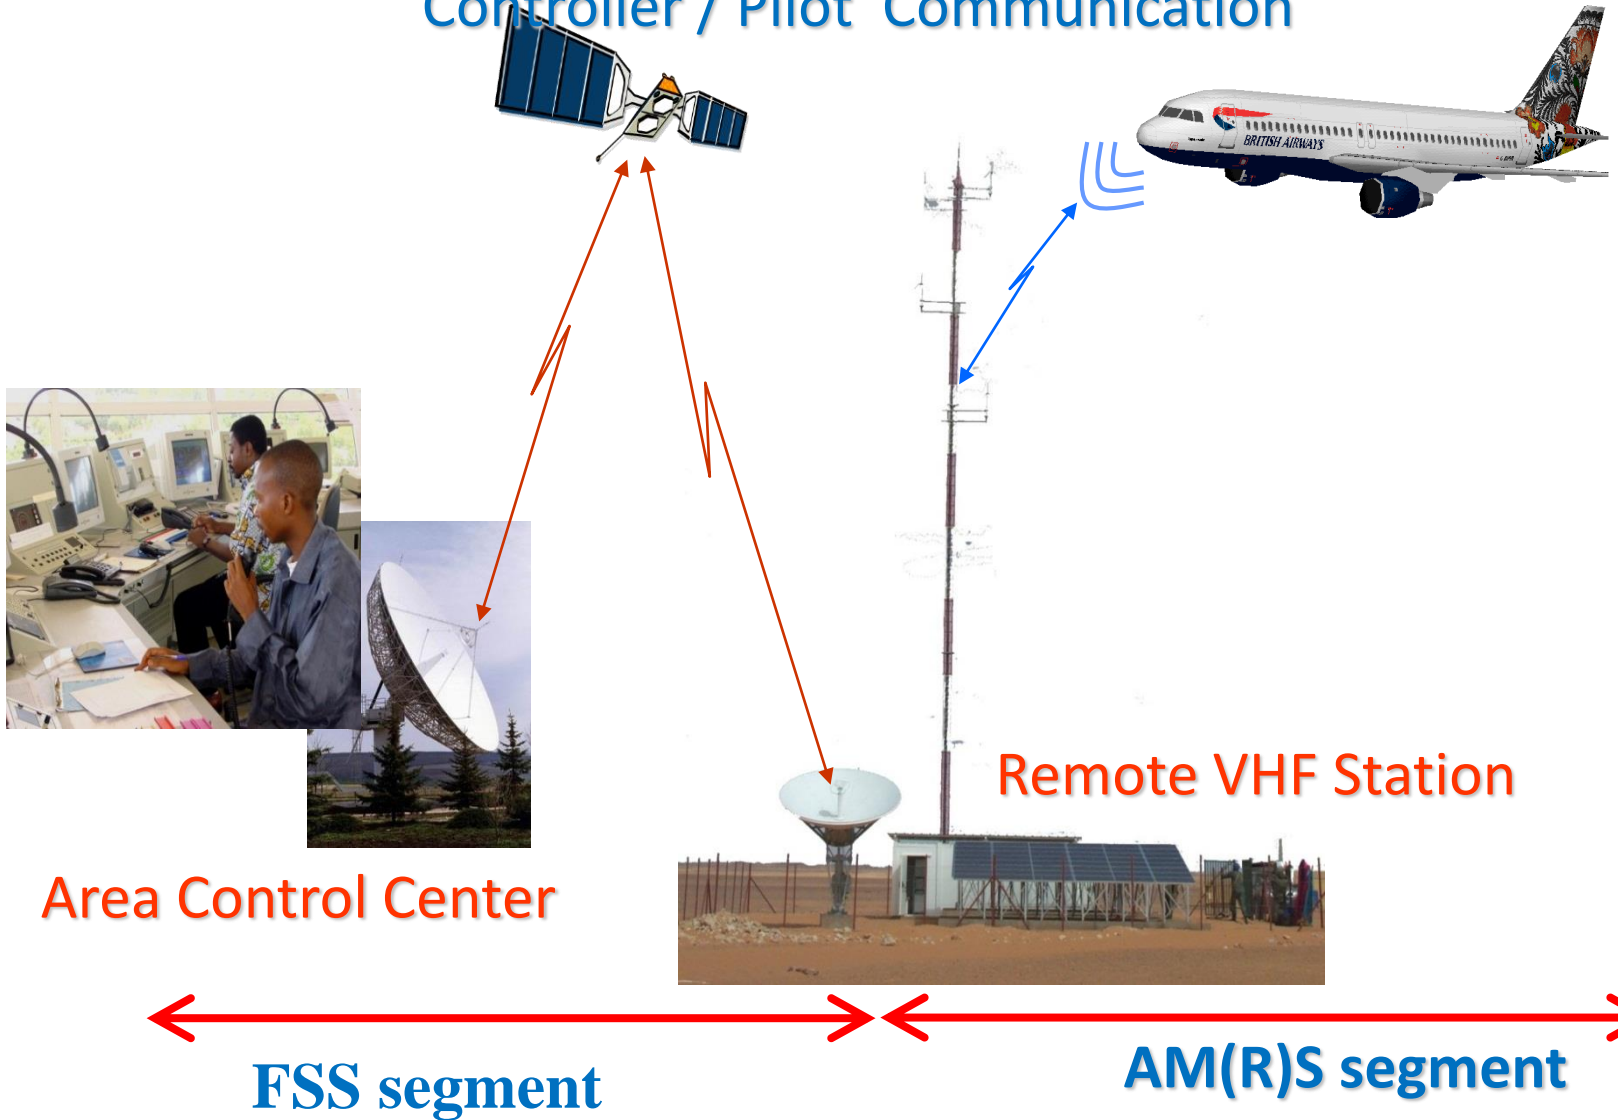 Controller / Pilot Communication
BRITISH AIRWAYS
Remote VHF Station
Area Control Center
FSS segment
AM(R)S segment